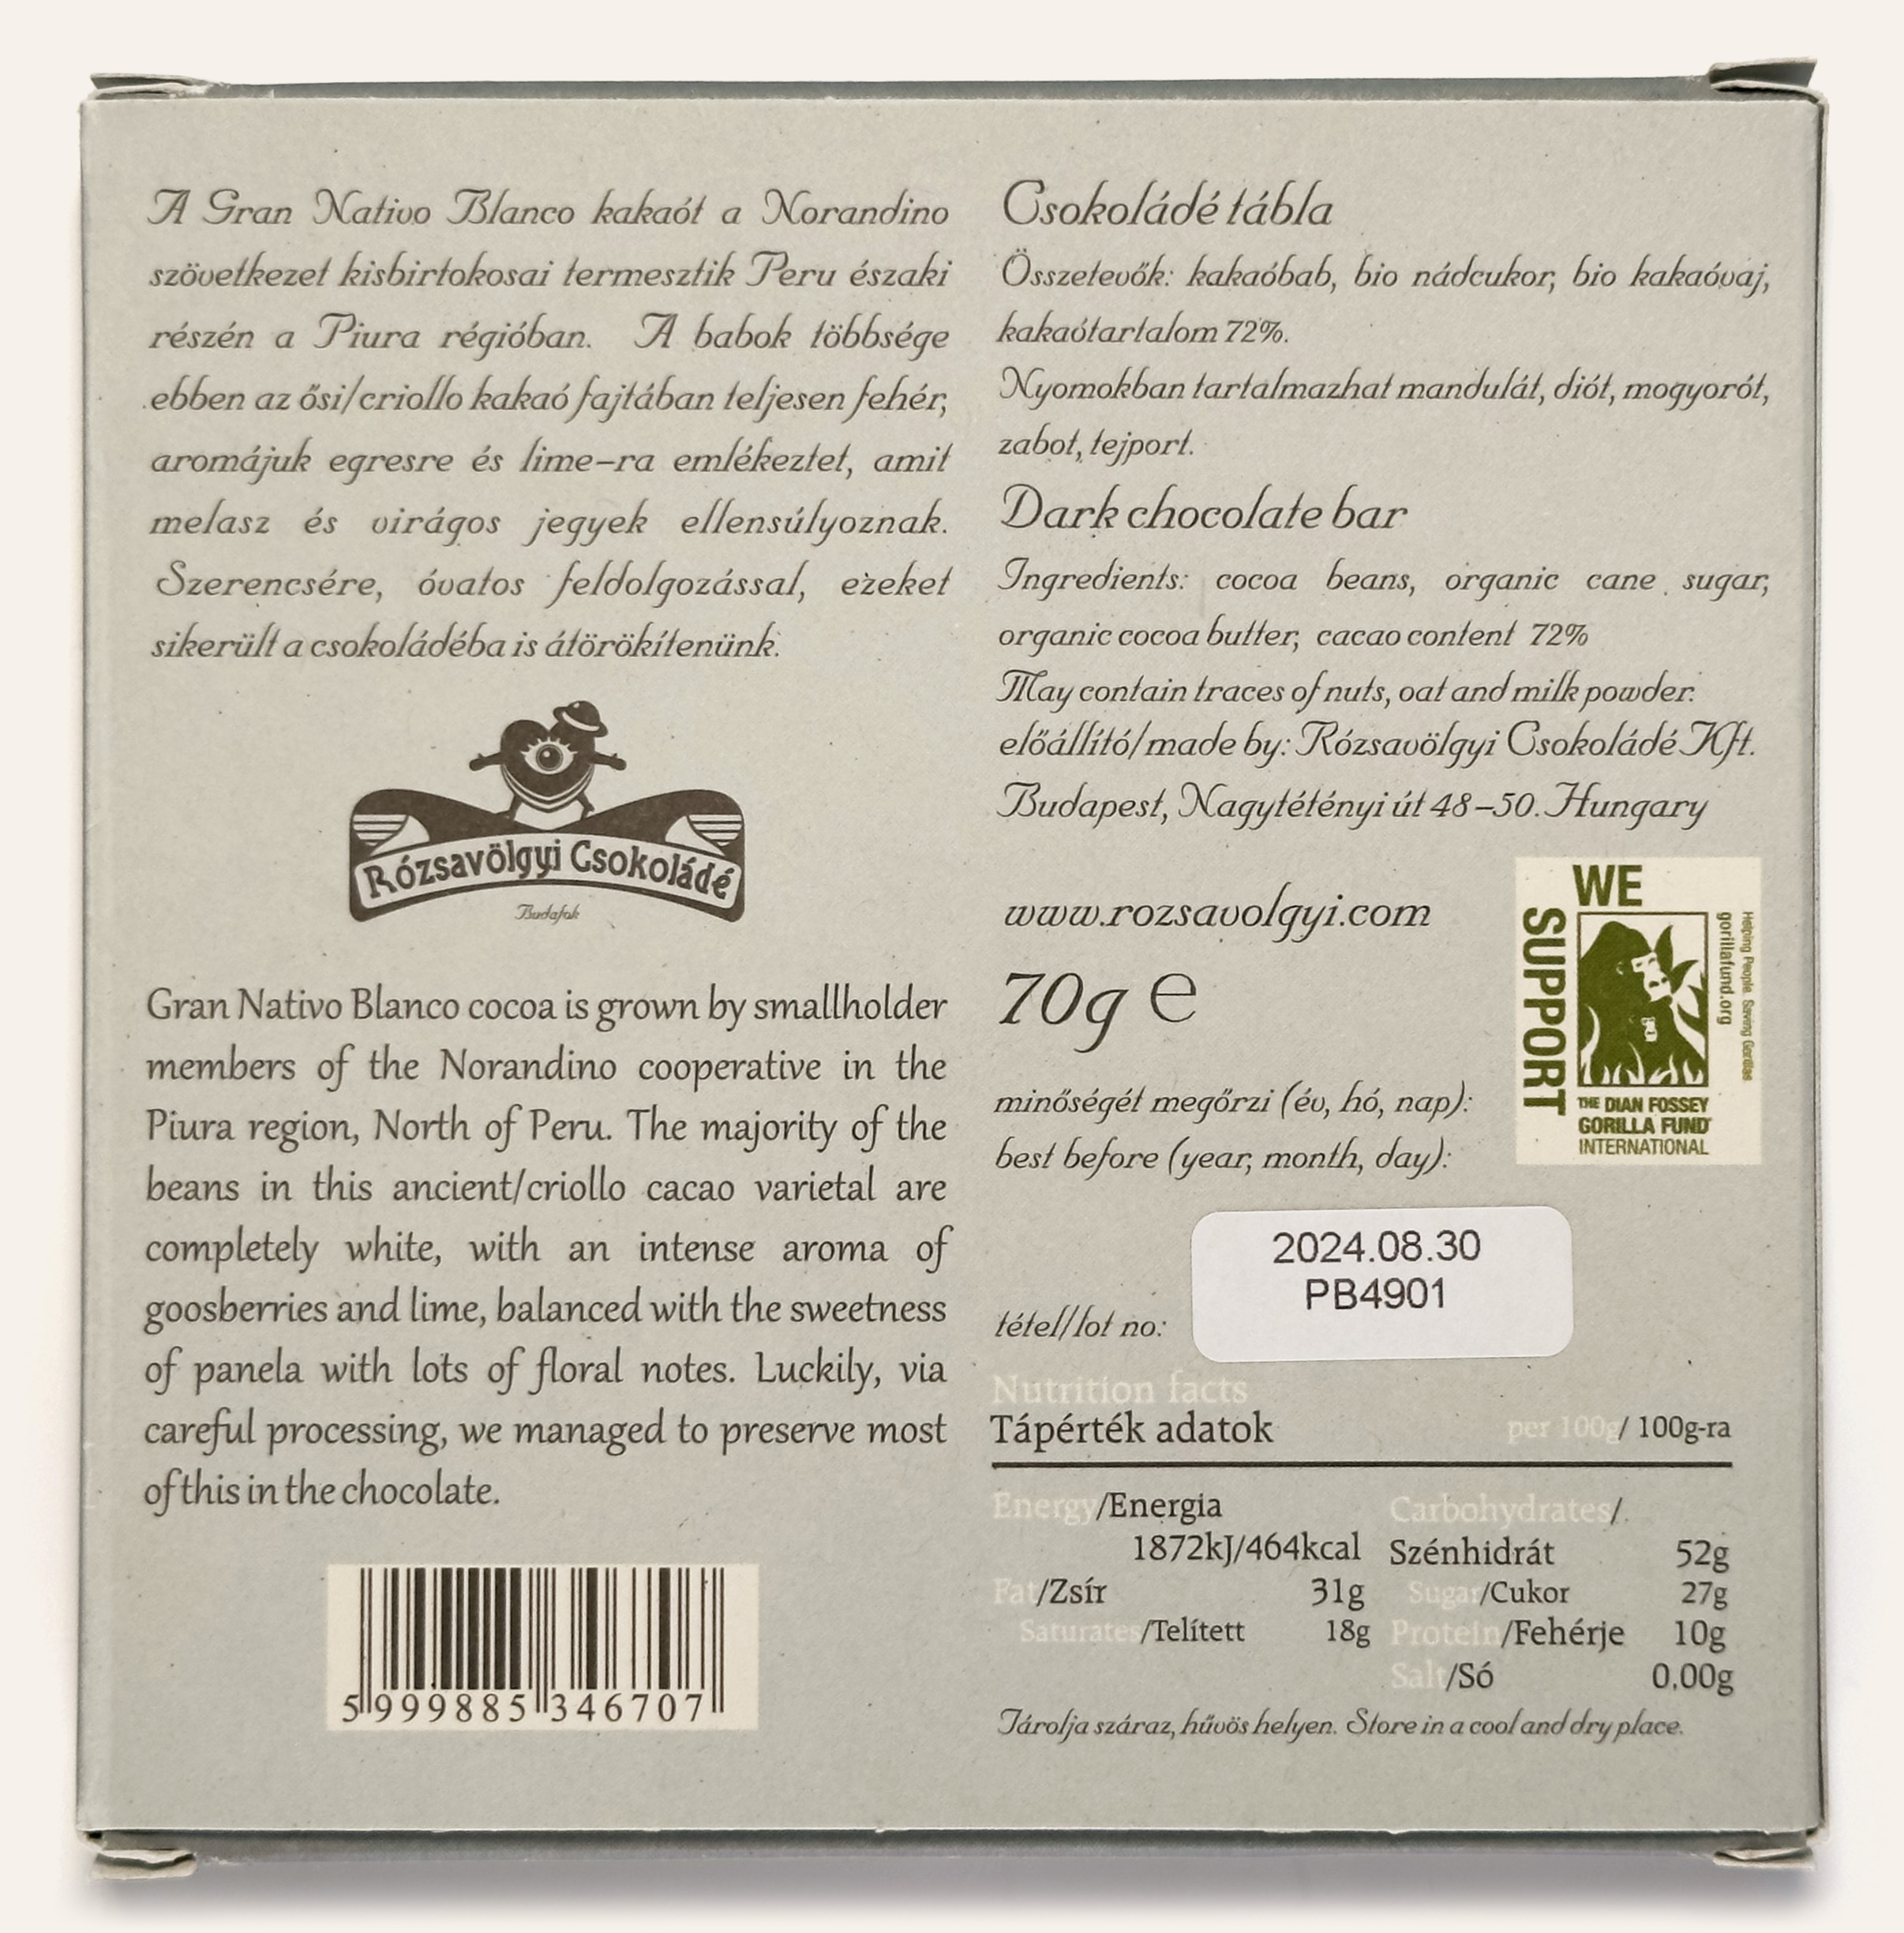 A Gran Nativo Blanco kakaót a Norandino
szövetkezet kisbirtokosai termesztik Peru északi
részén a Piura régióban. A babok többsége
ebben az ősi/criollo kakaó fajtában teljesen fehér,
aromájuk egresre és lime-ra emlékeztet, amit
melasz és virágos jegyek ellensúlyoznak.
Szerencsére, óvatos feldolgozással, ezeket
sikerült a csokoládéba is átörökítenünk.
Rózsavölgyi Csokoládé
Budafok
Gran Nativo Blanco cocoa is grown by smallholder
members of the Norandino cooperative in the
Piura region, North of Peru. The majority of the
beans in this ancient/criollo cacao varietal are
completely white, with an intense aroma of
goosberries and lime, balanced with the sweetness
of panela with lots of floral notes. Luckily, via
careful processing, we managed to preserve most
of this in the chocolate.
5 999885 346707
Csokoládé tábla
Összetevők: kakaóbab, bio nádcukor, bio kakaóvaj,
kakaótartalom 72%.
Nyomokban tartalmazhat mandulát, diót, mogyorót,
zabot, tejport.
Dark chocolate bar
Ingredients: cocoa beans, organic cane sugar,
organic cocoa butter, cacao content 72%
May contain traces of nuts, oat and milk powder.
előállító/made by: Rózsavölgyi Csokoládé Kft.
Budapest, Nagytétényi út 48-50. Hungary
www.rozsavolgyi.com
70g ℮
WE
SUPPORT
Helping People. Saving Gorillas
gorillafund.org
THE DIAN FOSSEY
GORILLA FUND
INTERNATIONAL
minőségét megőrzi (év, hó, nap):
best before (year, month, day):
2024.08.30
PB4901
tétel/lot no:
Nutrition facts
Tápérték adatok per 100g/ 100g-ra
Energy/Energia
1872kJ/464kcal
Fat/Zsír 31g
Saturates/Telített 18g
Carbohydrates/
Szénhidrát 52g
Sugar/Cukor 27g
Protein/Fehérje 10g
Salt/Só 0.00g
Tárolja száraz, hűvös helyen. Store in a cool and dry place.